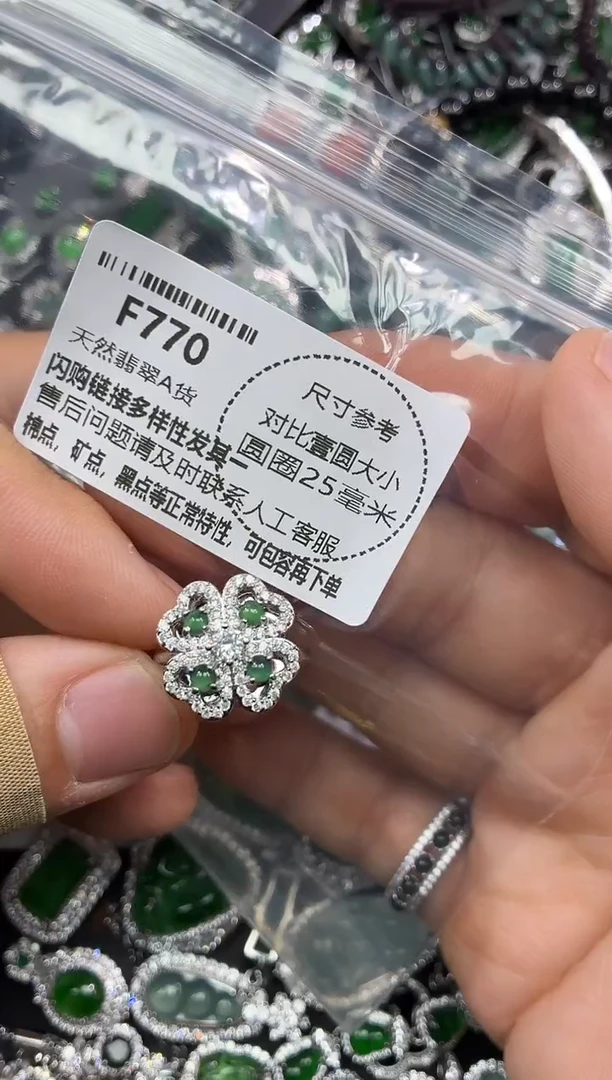 F770
天然翡翠A货
闪购链接多样性发其一
售后问题请及时联系人工客服
棉点，矿点，黑点等正常特性，可包容再下单
尺寸参考
对比壹圆大小
圆圈25毫米